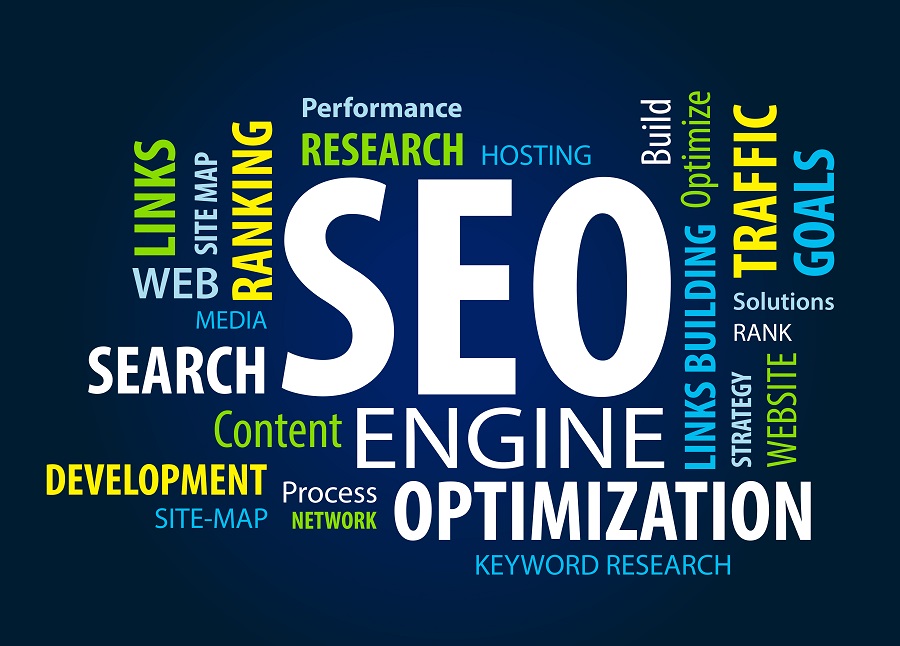 Performance
RESEARCH
HOSTING
LINKS
SITE MAP
RANKING
WEB
MEDIA
SEO
Build
Optimize
TRAFFIC
GOALS
LINKS BUILDING
Solutions
RANK
STRATEGY
WEBSITE
SEARCH
Content
ENGINE
DEVELOPMENT
Process
OPTIMIZATION
SITE-MAP
NETWORK
KEYWORD RESEARCH